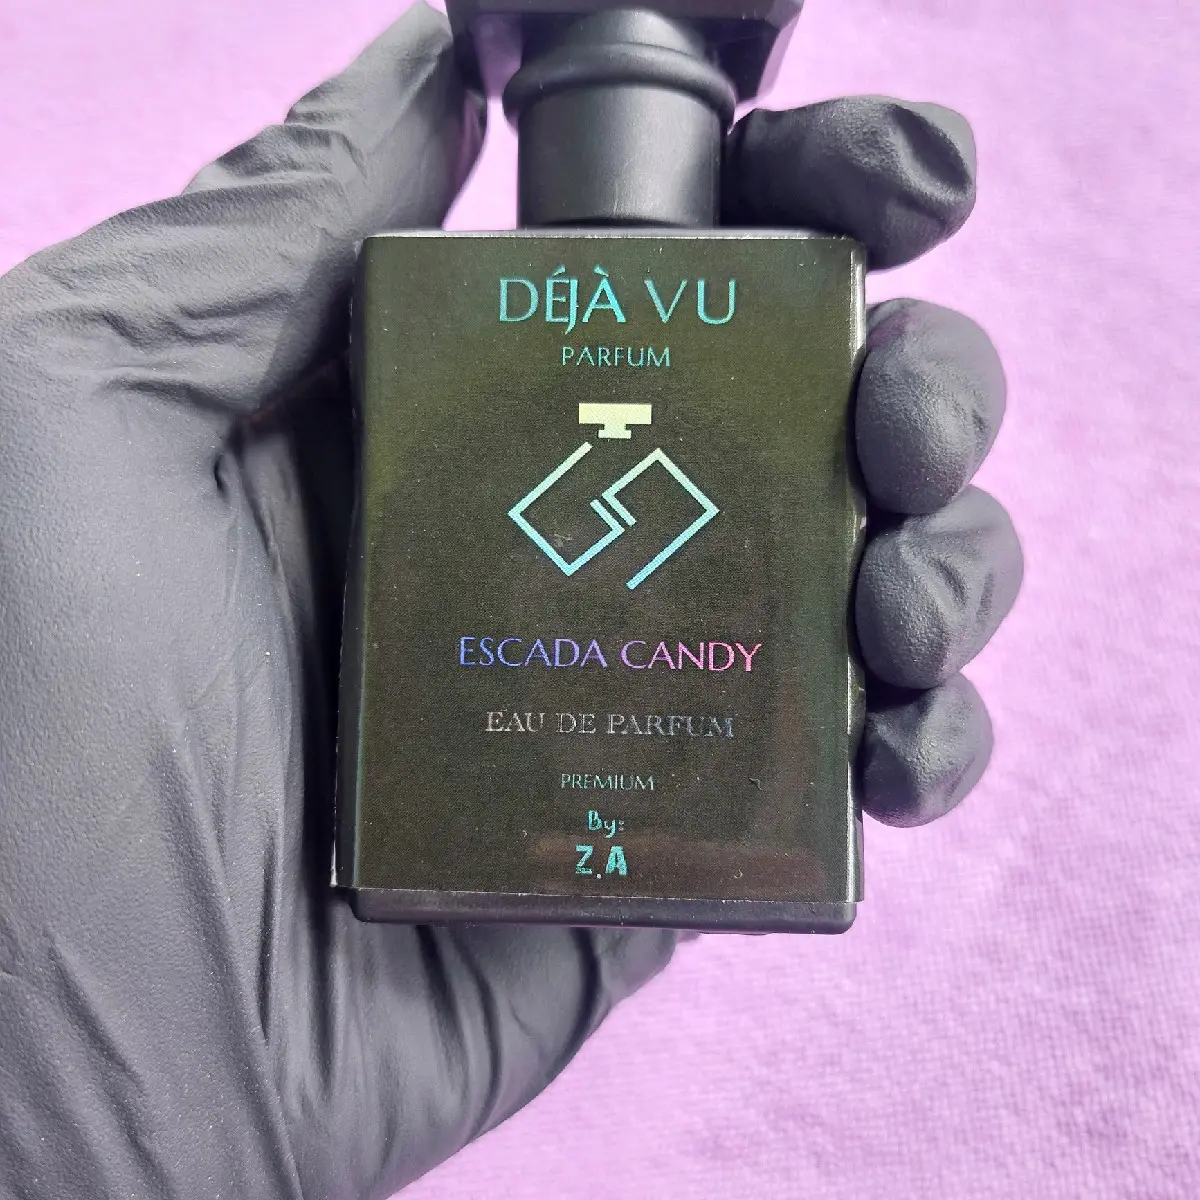 DÉJÀ VU
PARFUM
ESCADA CANDY
EAU DE PARFUM
PREMIUM
By:
Z.A